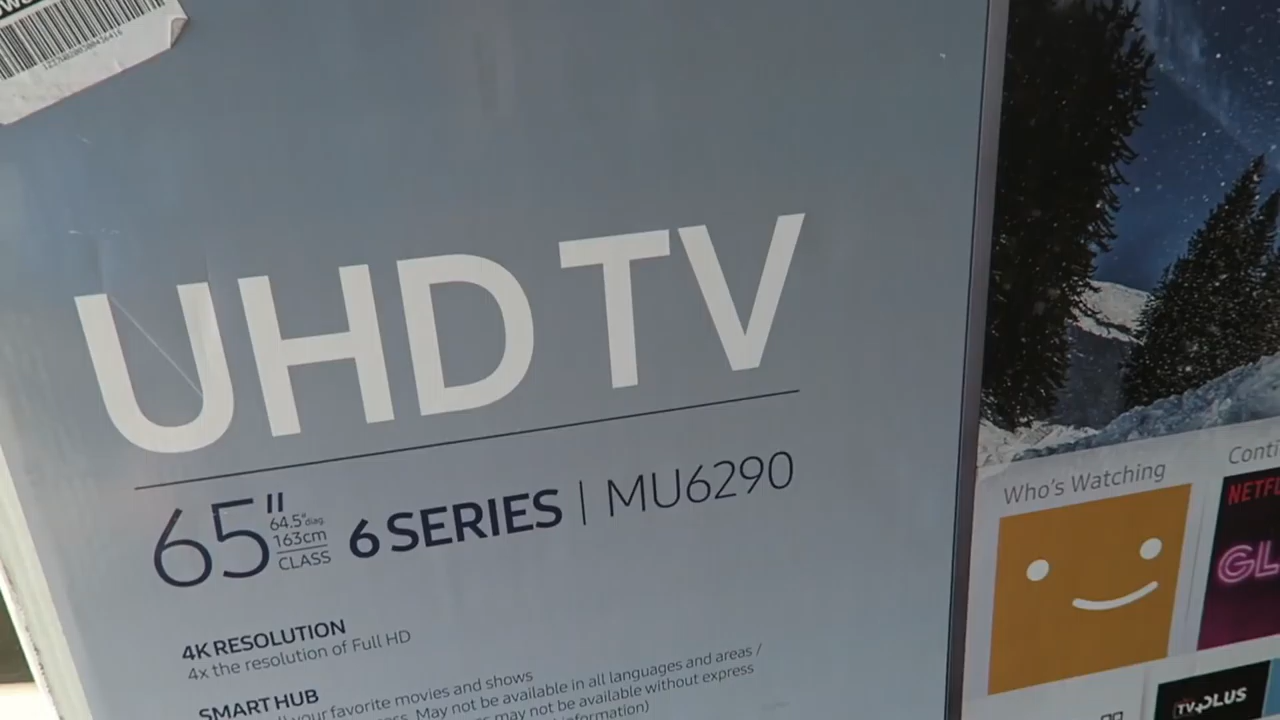 UHD TV
65" 64.5"diag. 163cm CLASS 6 SERIES | MU6290
4K RESOLUTION
4x the resolution of Full HD
SMART HUB
your favorite movies and shows
May not be available in all languages and areas /
may not be available without express
Who's Watching
Conti
NETF
GL
TV PLUS